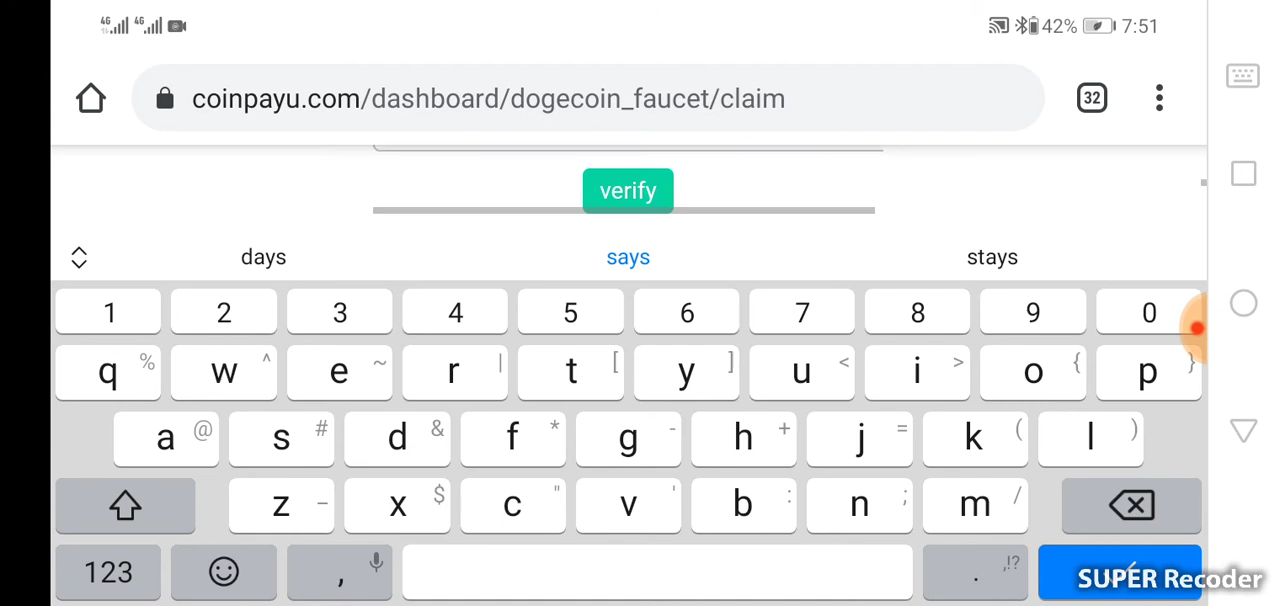 4G 4G 42% 7:51
coinpayu.com/dashboard/dogecoin_faucet/claim 32
verify
days says stays
1 2 3 4 5 6 7 8 9 0
q % w ^ e ~ r | t [ y ] u < i > o { p }
a @ s # d & f * g - h + j = k ( l )
z _ x $ c " v ' b : n ; m /
123 , . ,!?
SUPER Recoder